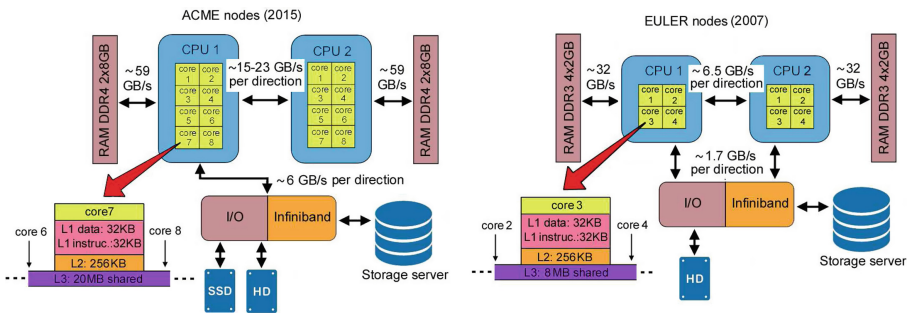 ACME nodes (2015)
RAM DDR4 2x8GB
~59
GB/s
CPU 1
core
1
core
2
core
3
core
4
core
5
core
6
core
7
core
8
~15-23 GB/s
per direction
CPU 2
core
1
core
2
core
3
core
4
core
5
core
6
core
7
core
8
~59
GB/s
RAM DDR4 2x8GB
~6 GB/s per direction
I/O
Infiniband
Storage server
SSD
HD
core7
L1 data: 32KB
L1 instruc.:32KB
L2: 256KB
L3: 20MB shared
core 6
core 8
EULER nodes (2007)
RAM DDR3 4x2GB
~32
GB/s
CPU 1
core
1
core
2
core
3
core
4
~6.5 GB/s
per direction
CPU 2
core
1
core
2
core
3
core
4
~32
GB/s
RAM DDR3 4x2GB
~1.7 GB/s
per direction
I/O
Infiniband
Storage server
HD
core 3
L1 data: 32KB
L1 instruc.:32KB
L2: 256KB
L3: 8MB shared
core 2
core 4